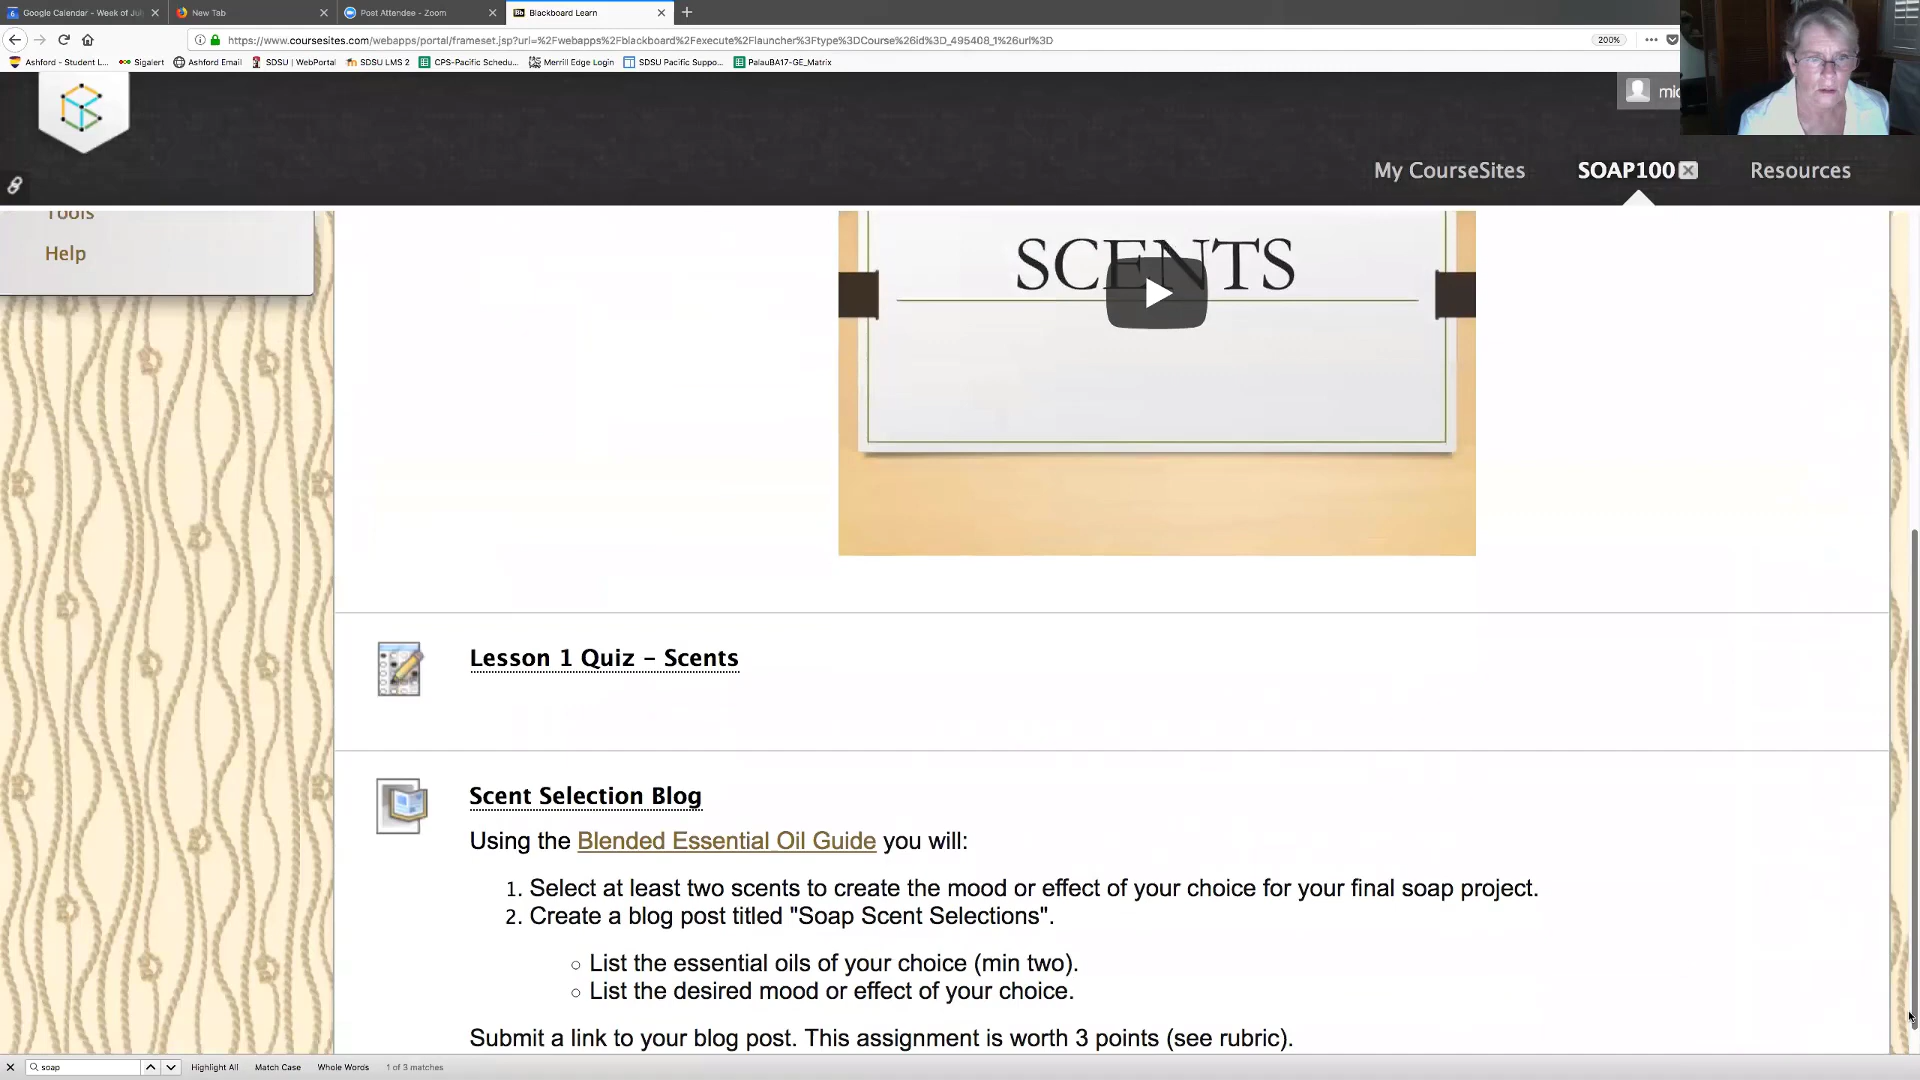 Google Calendar - Week of Jul
New Tab
Post Attendee - Zoom
Blackboard Learn
https://www.coursesites.com/webapps/portal/frameset.jsp?url=%2Fwebapps%2Fblackboard%2Fexecute%2Flauncher%3Ftype%3DCourse%26id%3D_495408_1%26url%3D
200%
Ashford - Student L...
Sigalert
Ashford Email
SDSU | WebPortal
SDSU LMS 2
CPS-Pacific Schedu...
Merrill Edge Login
SDSU Pacific Suppo...
PalauBA17-GE_Matrix
My CourseSites
SOAP100
Resources
Tools
Help
SCENTS
Lesson 1 Quiz – Scents
Scent Selection Blog
Using the Blended Essential Oil Guide you will:
1. Select at least two scents to create the mood or effect of your choice for your final soap project.
2. Create a blog post titled "Soap Scent Selections".
○ List the essential oils of your choice (min two).
○ List the desired mood or effect of your choice.
Submit a link to your blog post. This assignment is worth 3 points (see rubric).
soap
Highlight All
Match Case
Whole Words
1 of 3 matches